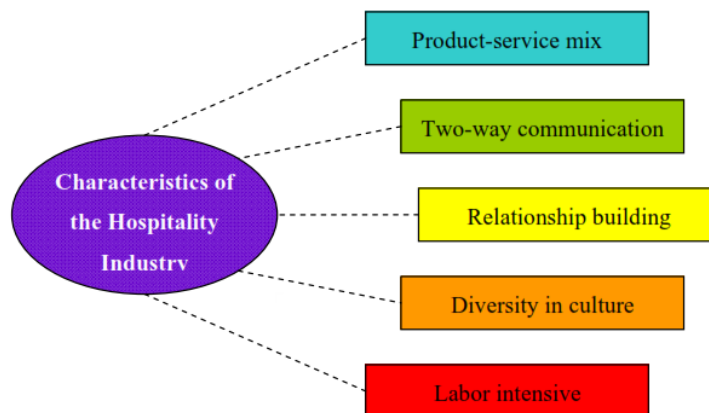 Product-service mix
Two-way communication
Characteristics of
the Hospitality
Industry
Relationship building
Diversity in culture
Labor intensive